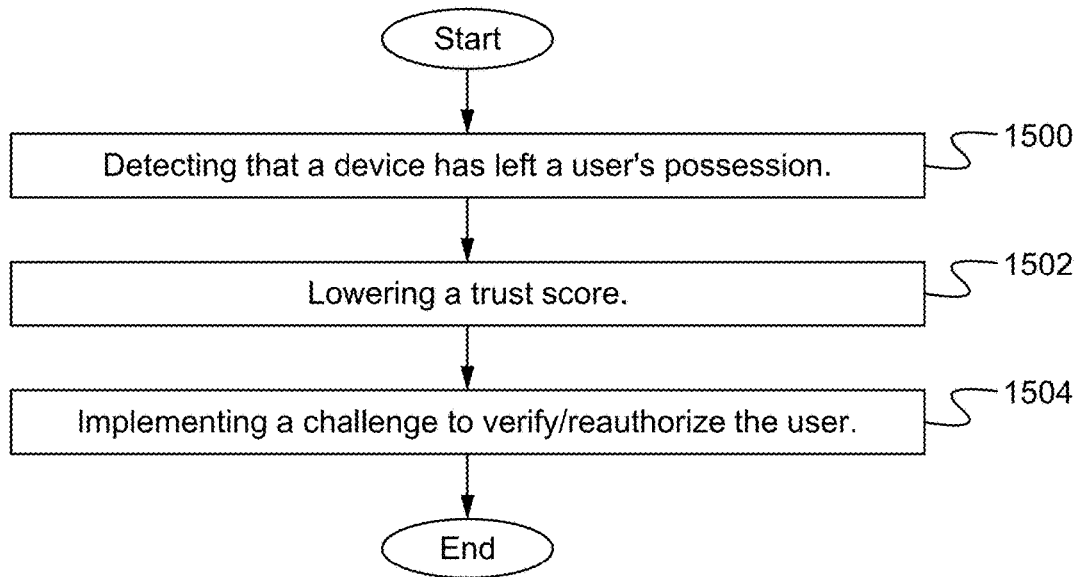 Start
Detecting that a device has left a user's possession.
1500
Lowering a trust score.
1502
Implementing a challenge to verify/reauthorize the user.
1504
End